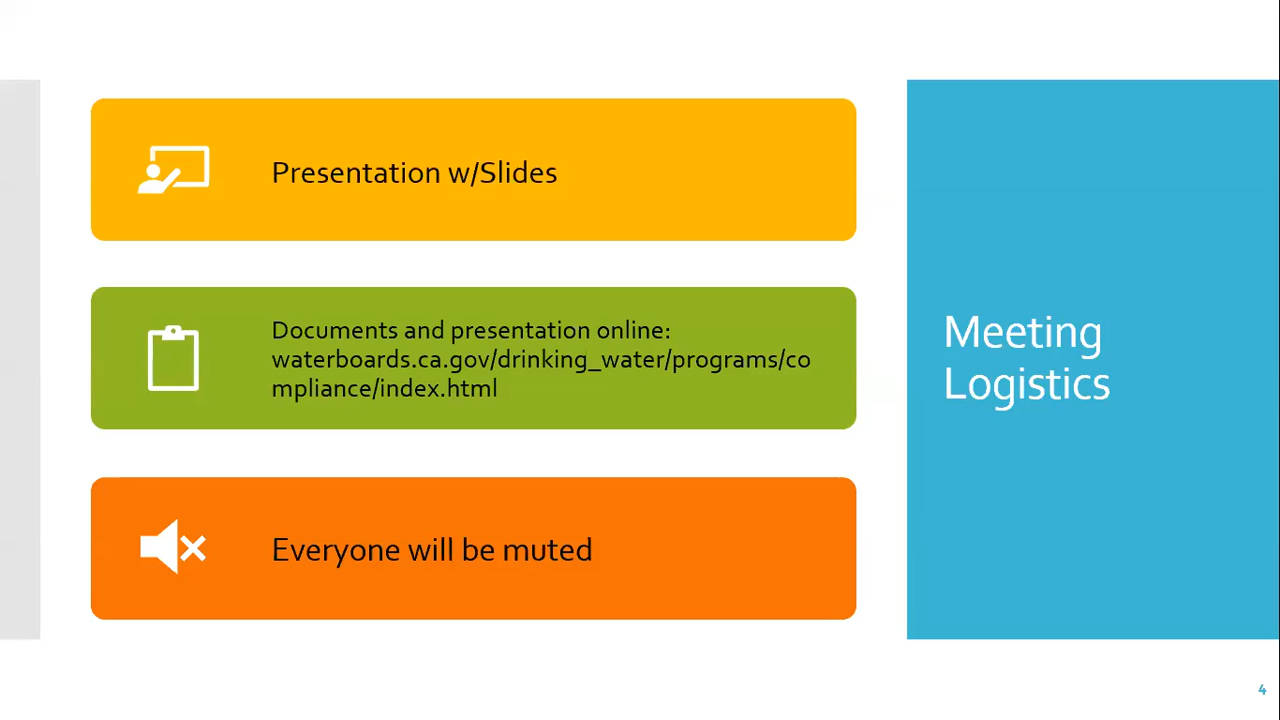 Presentation w/Slides
Documents and presentation online:
waterboards.ca.gov/drinking_water/programs/co
mpliance/index.html
Everyone will be muted
Meeting
Logistics
4